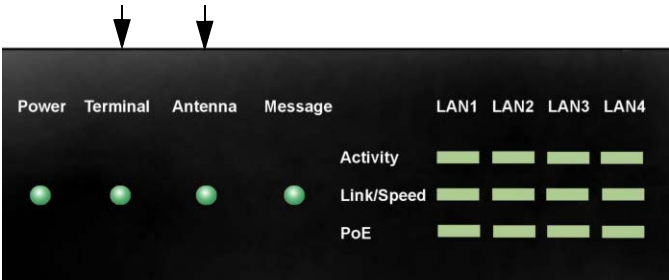 Power Terminal Antenna Message LAN1 LAN2 LAN3 LAN4
Activity
Link/Speed
PoE